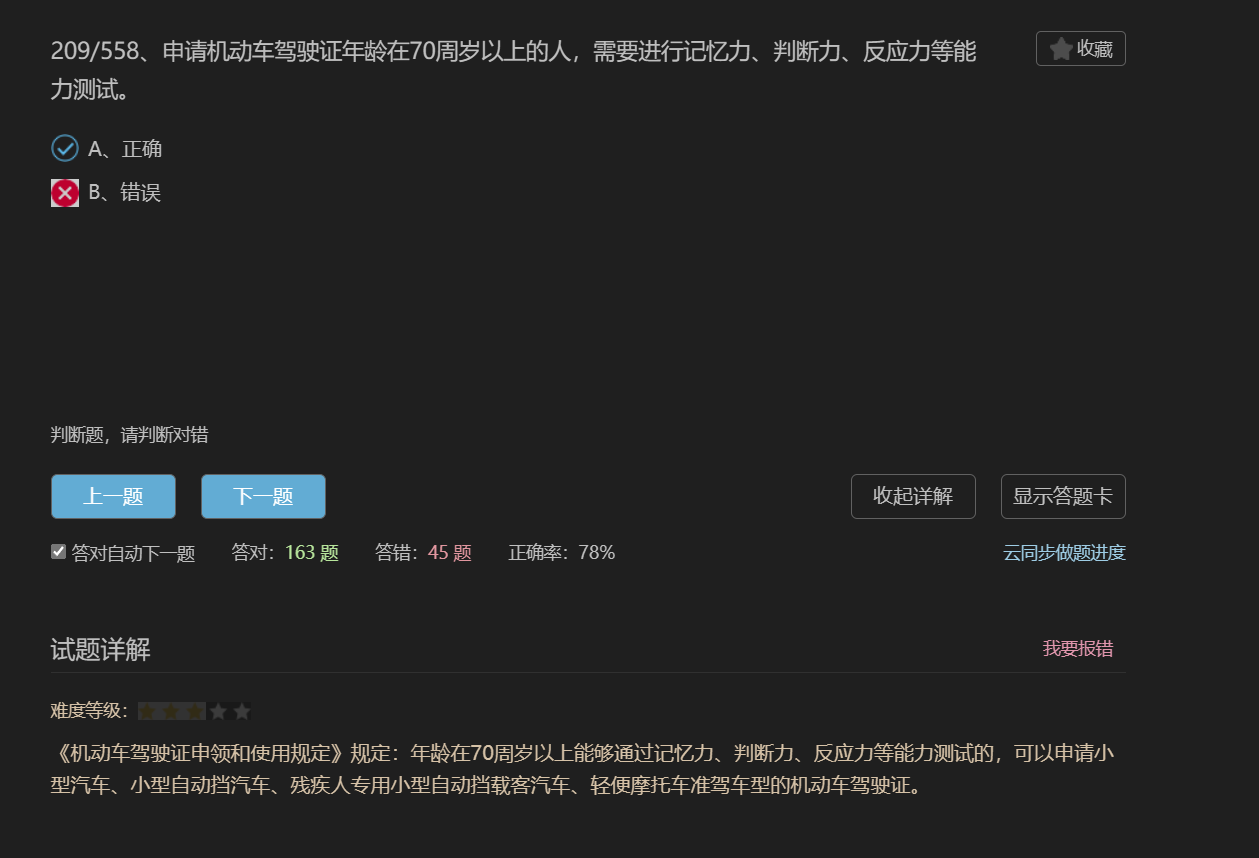 209/558、申请机动车驾驶证年龄在70周岁以上的人，需要进行记忆力、判断力、反应力等能
力测试。
收藏
A、正确
B、错误
判断题，请判断对错
上一题
下一题
收起详解
显示答题卡
答对自动下一题
答对：163 题
答错：45 题
正确率：78%
云同步做题进度
试题详解
我要报错
难度等级：
《机动车驾驶证申领和使用规定》规定：年龄在70周岁以上能够通过记忆力、判断力、反应力等能力测试的，可以申请小
型汽车、小型自动挡汽车、残疾人专用小型自动挡载客汽车、轻便摩托车准驾车型的机动车驾驶证。